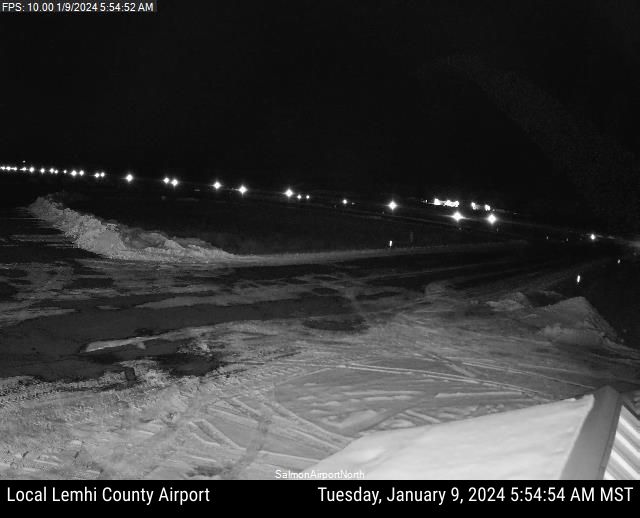 FPS: 10.00 1/9/2024 5:54:52 AM
SalmonAirportNorth
Local Lemhi County Airport Tuesday, January 9, 2024 5:54:54 AM MST